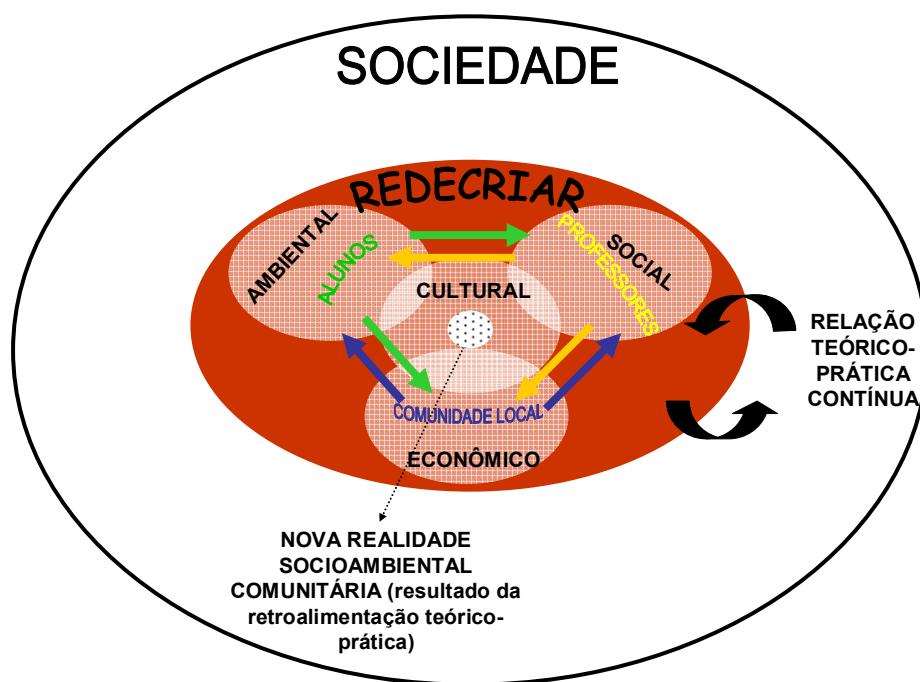 SOCIEDADE
REDECRIAR
AMBIENTAL
ALUNOS
SOCIAL
PROFESSORES
CULTURAL
COMUNIDADE LOCAL
ECONÔMICO
RELAÇÃO
TEÓRICO-
PRÁTICA
CONTÍNUA
NOVA REALIDADE
SOCIOAMBIENTAL
COMUNITÁRIA (resultado da
retroalimentação teórico-
prática)